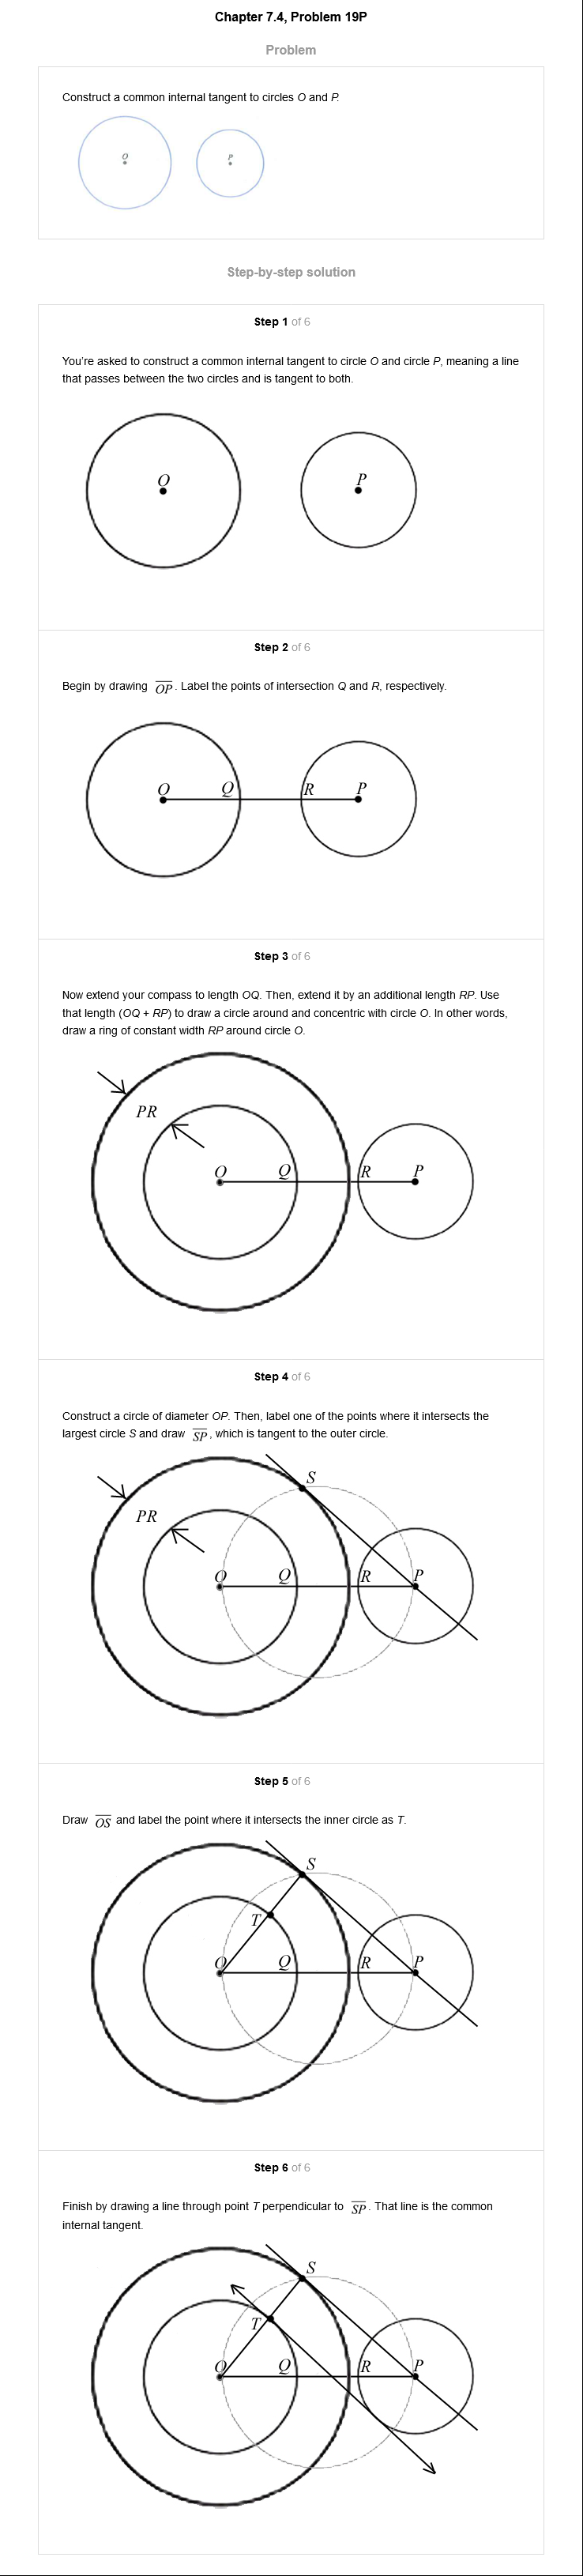 Chapter 7.4, Problem 19P
Problem
Construct a common internal tangent to circles O and P.
O
P
Step-by-step solution
Step 1 of 6
You're asked to construct a common internal tangent to circle O and circle P, meaning a line
that passes between the two circles and is tangent to both.
O
P
Step 2 of 6
Begin by drawing OP. Label the points of intersection Q and R, respectively.
O Q R P
Step 3 of 6
Now extend your compass to length OQ. Then, extend it by an additional length RP. Use
that length (OQ + RP) to draw a circle around and concentric with circle O. In other words,
draw a ring of constant width RP around circle O.
PR
O Q R P
Step 4 of 6
Construct a circle of diameter OP. Then, label one of the points where it intersects the
largest circle S and draw SP, which is tangent to the outer circle.
S
PR
O Q R P
Step 5 of 6
Draw OS and label the point where it intersects the inner circle as T.
S
T
O Q R P
Step 6 of 6
Finish by drawing a line through point T perpendicular to SP. That line is the common
internal tangent.
S
T
O Q R P